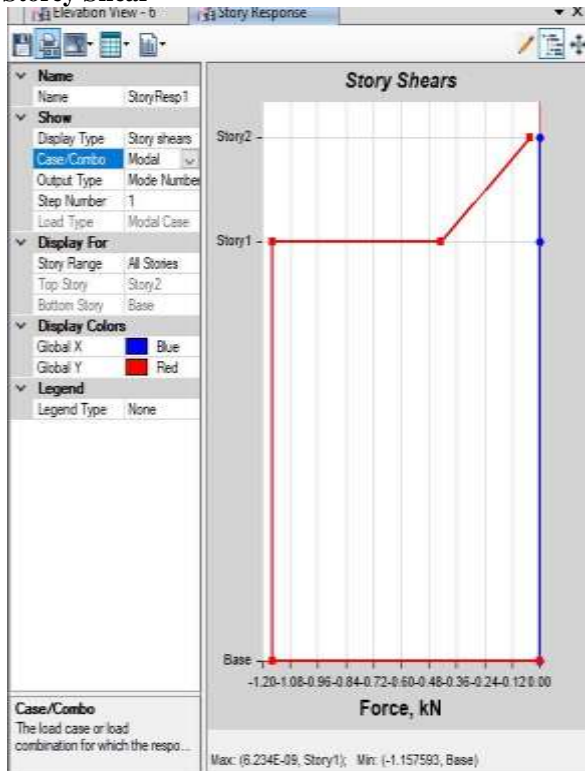 Storey Shear
Elevation View - 6 Story Response
Name
Name StoryResp1
Show
Display Type Story shears
Case/Combo Modal
Output Type Mode Number
Step Number 1
Load Type Modal Case
Display For
Story Range All Stories
Top Story Story2
Bottom Story Base
Display Colors
Global X Blue
Global Y Red
Legend
Legend Type None
Case/Combo
The load case or load
combination for which the respo...
Story Shears
Story2
Story1
Base
-1.20 -1.08 -0.96 -0.84 -0.72 -0.60 -0.48 -0.36 -0.24 -0.12 0.00
Force, kN
Max: (6.234E-09, Story1); Min: (-1.157593, Base)